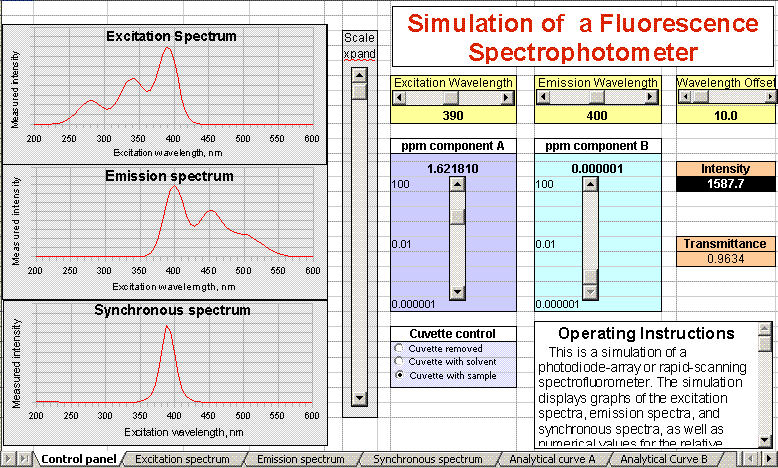 Simulation of a Fluorescence
Spectrophotometer
Excitation Spectrum
Measured intensity
200 250 300 350 400 450 500 550 600
Excitation wavelength, nm
Emission spectrum
Measured intensity
200 250 300 350 400 450 500 550 600
Excitation wavelength, nm
Synchronous spectrum
Measured intensity
200 250 300 350 400 450 500 550 600
Excitation wavelength, nm
Scale
xpand
Excitation Wavelength
390
Emission Wavelength
400
Wavelength Offset
10.0
ppm component A
1.621810
100
0.01
0.000001
ppm component B
0.000001
100
0.01
0.000001
Intensity
1587.7
Transmittance
0.9634
Cuvette control
Cuvette removed
Cuvette with solvent
Cuvette with sample
Operating Instructions
This is a simulation of a
photodiode-array or rapid-scanning
spectrofluorometer. The simulation
displays graphs of the excitation
spectra, emission spectra, and
synchronous spectra, as well as
numerical values for the relative
Control panel Excitation spectrum Emission spectrum Synchronous spectrum Analytical curve A Analytical Curve B